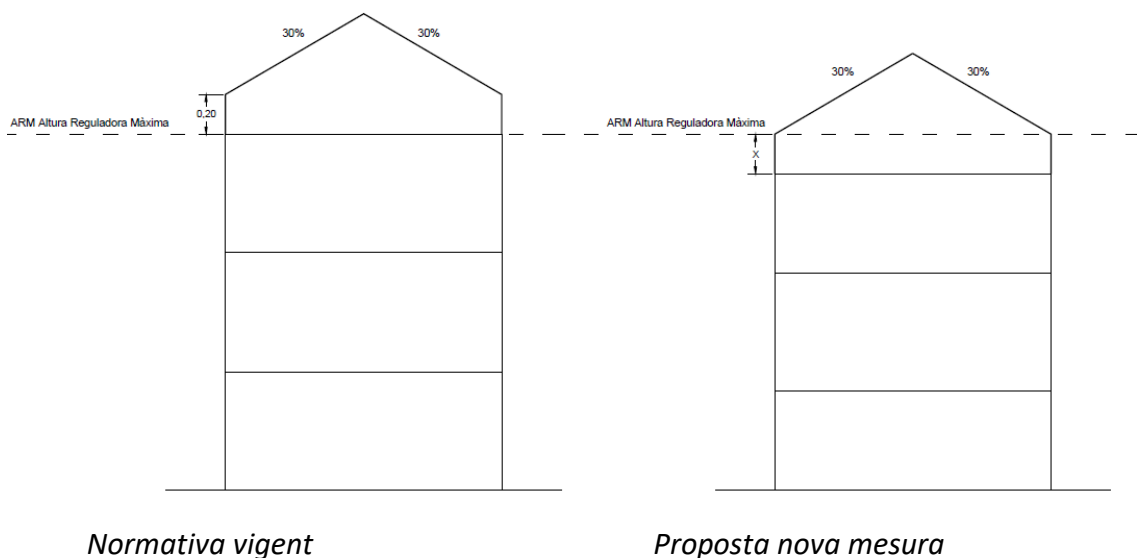 30%
30%
0,20
ARM Altura Reguladora Màxima
30%
30%
ARM Altura Reguladora Màxima
X
Normativa vigent
Proposta nova mesura